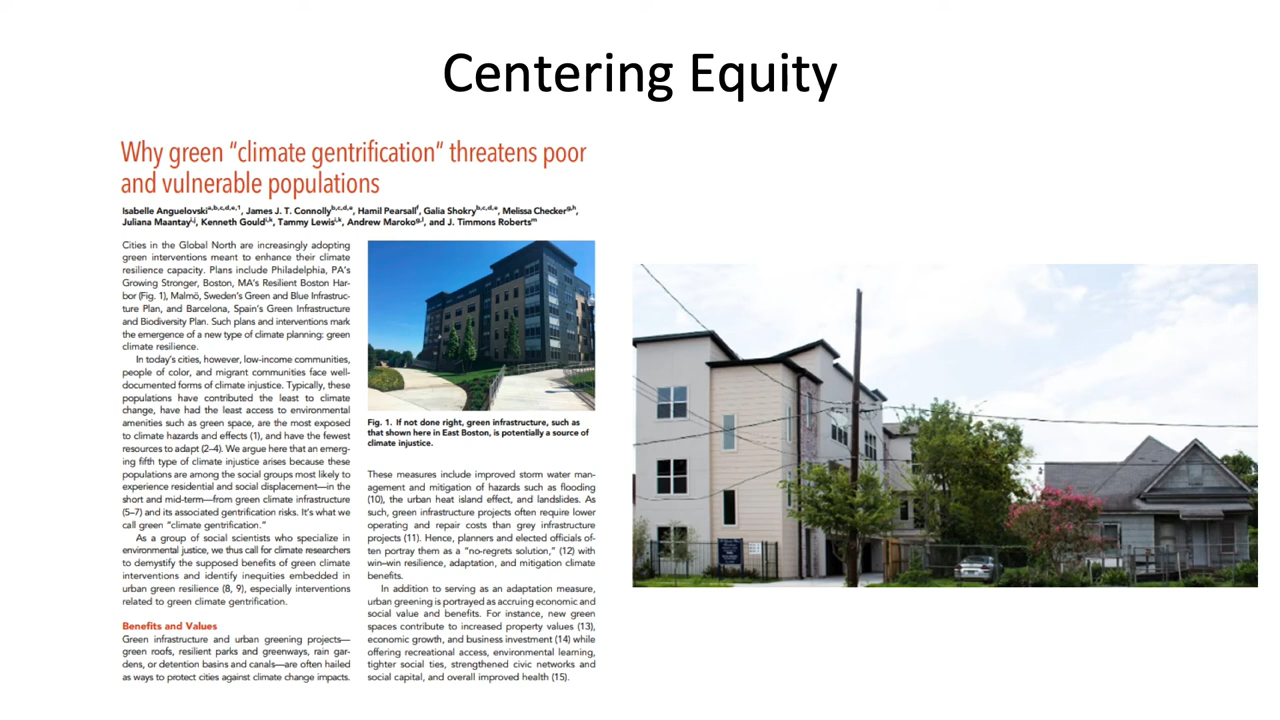 Centering Equity
Why green “climate gentrification“ threatens poor
and vulnerable populations
Isabelle Anguelovskia,b,c,d,e,1, James J. T. Connollyb,c,d,e, Hamil Pearsallf, Galia Shokryb,c,d,e, Melissa Checkerg,h,
Juliana Maantayi,j, Kenneth Gouldi,k, Tammy Lewisi,k, Andrew Marokog,l, and J. Timmons Robertsm
Cities in the Global North are increasingly adopting
green interventions meant to enhance their climate
resilience capacity. Plans include Philadelphia, PA’s
Growing Stronger, Boston, MA’s Resilient Boston Har-
bor (Fig. 1), Malmö, Sweden’s Green and Blue Infrastruc-
ture Plan, and Barcelona, Spain’s Green Infrastructure
and Biodiversity Plan. Such plans and interventions mark
the emergence of a new type of climate planning: green
climate resilience.
In today’s cities, however, low-income communities,
people of color, and migrant communities face well-
documented forms of climate injustice. Typically, these
populations have contributed the least to climate
change, have had the least access to environmental
amenities such as green space, are the most exposed
to climate hazards and effects (1), and have the fewest
resources to adapt (2–4). We argue here that an emerg-
ing fifth type of climate injustice arises because these
populations are among the social groups most likely to
experience residential and social displacement—in the
short and mid-term—from green climate infrastructure
(5–7) and its associated gentrification risks. It’s what we
call green “climate gentrification.”
As a group of social scientists who specialize in
environmental justice, we thus call for climate researchers
to demystify the supposed benefits of green climate
interventions and identify inequities embedded in
urban green resilience (8, 9), especially interventions
related to green climate gentrification.
Benefits and Values
Green infrastructure and urban greening projects—
green roofs, resilient parks and greenways, rain gar-
dens, or detention basins and canals—are often hailed
as ways to protect cities against climate change impacts.
Fig. 1. If not done right, green infrastructure, such as
that shown here in East Boston, is potentially a source of
climate injustice.
These measures include improved storm water man-
agement and mitigation of hazards such as flooding
(10), the urban heat island effect, and landslides. As
such, green infrastructure projects often require lower
operating and repair costs than grey infrastructure
projects (11). Hence, planners and elected officials of-
ten portray them as a “no-regrets solution,” (12) with
win–win resilience, adaptation, and mitigation climate
benefits.
In addition to serving as an adaptation measure,
urban greening is portrayed as accruing economic and
social value and benefits. For instance, new green
spaces contribute to increased property values (13),
economic growth, and business investment (14) while
offering recreational access, environmental learning,
tighter social ties, strengthened civic networks and
social capital, and overall improved health (15).